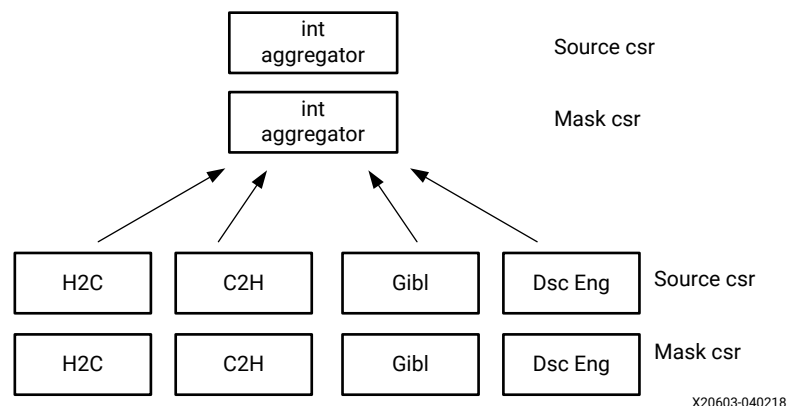 int
aggregator
Source csr
int
aggregator
Mask csr
H2C
C2H
Gibl
Dsc Eng
Source csr
H2C
C2H
Gibl
Dsc Eng
Mask csr
X20603-040218